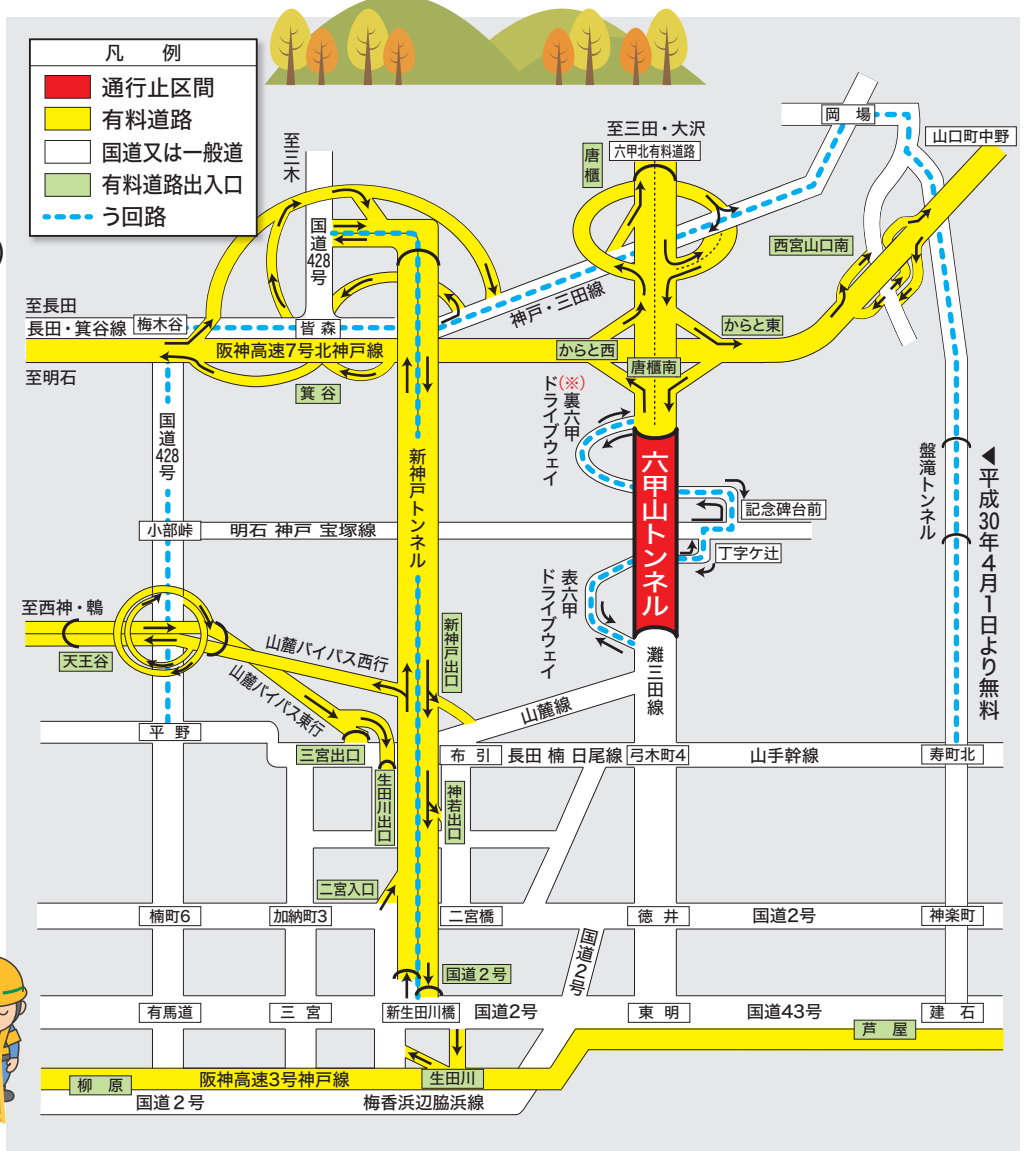 凡例
通行止区間
有料道路
国道又は一般道
有料道路出入口
う回路
至三木
国道428号
至三田・大沢
六甲北有料道路
唐櫃
岡場
山口町中野
西宮山口南
至長田
長田・箕谷線
梅木谷
皆森
神戸・三田線
阪神高速7号北神戸線
至明石
箕谷
からと西
からと東
唐櫃南
(※)裏六甲
ドライブウェイ
国道428号
新神戸トンネル
六甲山トンネル
記念碑台前
丁字ケ辻
盤滝トンネル
◀平成30年4月1日より無料
小部峠
明石 神戸 宝塚線
表六甲
ドライブウェイ
至西神・鵯
天王谷
山麓バイパス西行
山麓バイパス東行
新神戸出口
灘三田線
山麓線
平野
三宮出口
布引
長田 楠 日尾線
弓木町4
山手幹線
寿町北
生田川出口
神若出口
二宮入口
楠町6
加納町3
二宮橋
徳井
国道2号
神楽町
国道2号
国道2号
有馬道
三宮
新生田川橋
国道2号
東明
国道43号
建石
芦屋
柳原
阪神高速3号神戸線
生田川
国道2号
梅香浜辺脇浜線